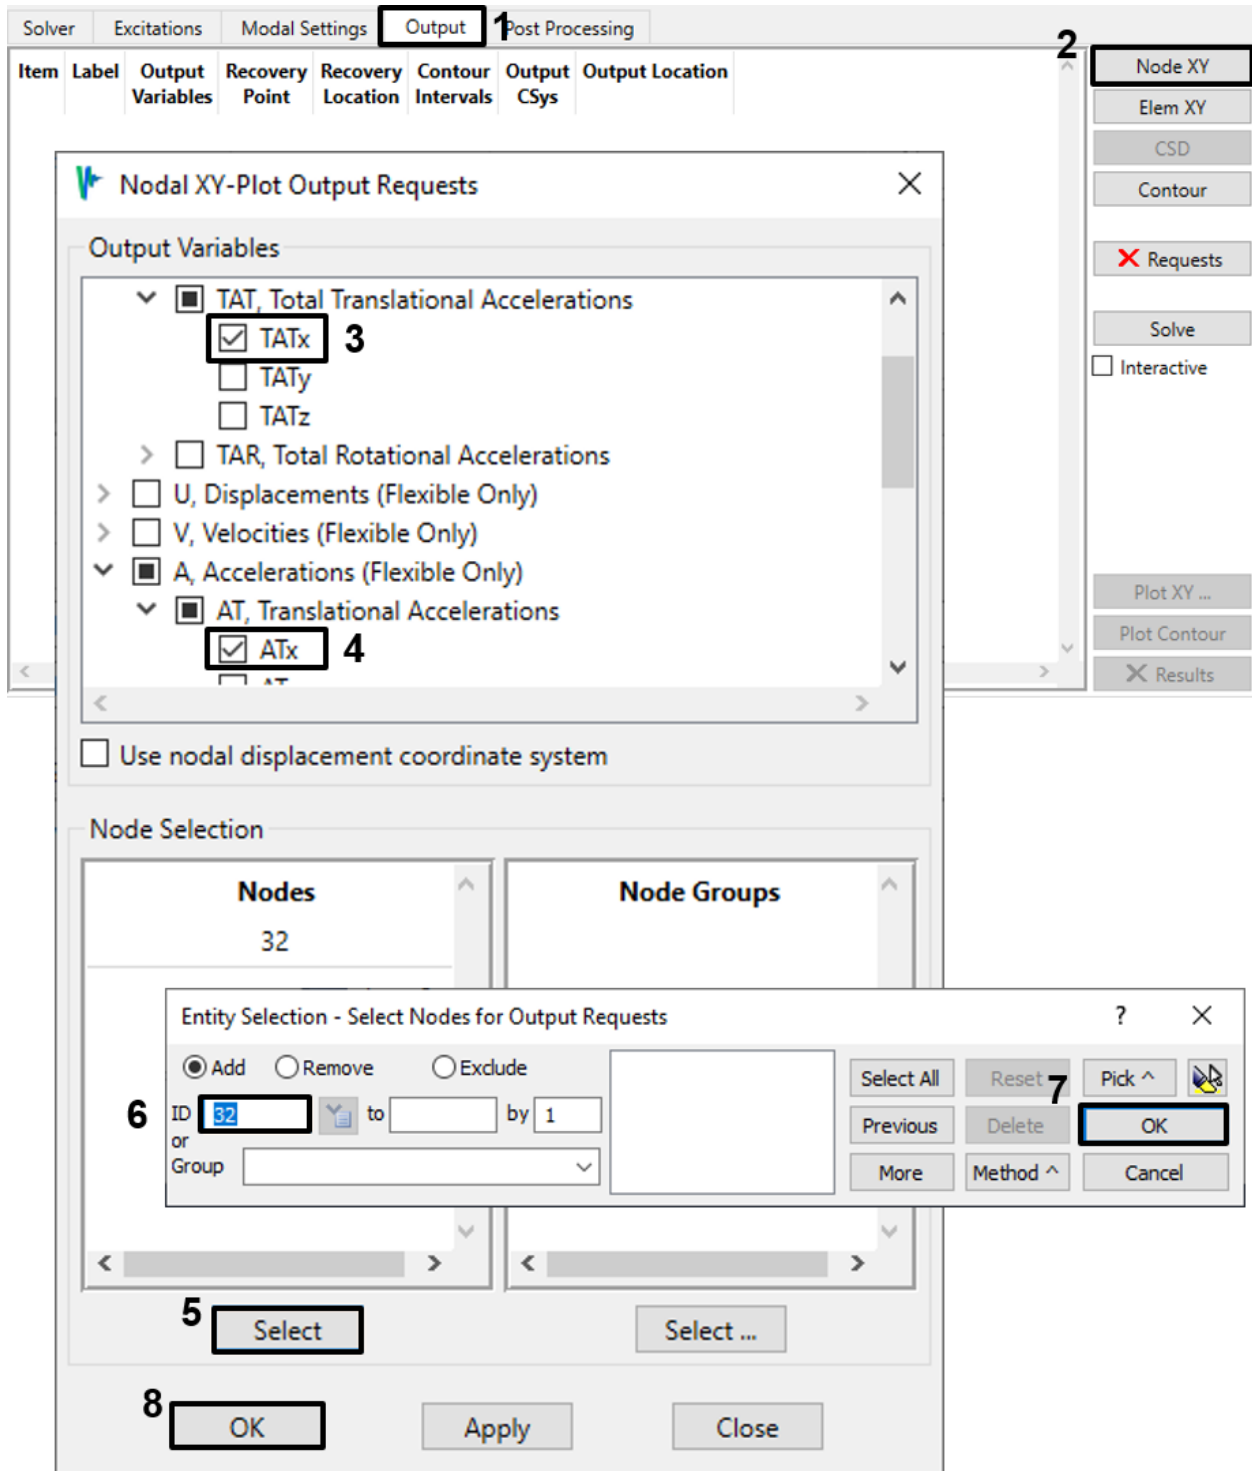 Solver Excitations Modal Settings Output 1 Post Processing
2
Item Label Output Variables Recovery Point Recovery Location Contour Intervals Output CSys Output Location
Node XY
Elem XY
CSD
Contour
Requests
Solve
Interactive
Plot XY ...
Plot Contour
Results
Nodal XY-Plot Output Requests
Output Variables
TAT, Total Translational Accelerations
TATx 3
TATy
TATz
TAR, Total Rotational Accelerations
U, Displacements (Flexible Only)
V, Velocities (Flexible Only)
A, Accelerations (Flexible Only)
AT, Translational Accelerations
ATx 4
Use nodal displacement coordinate system
Node Selection
Nodes
32
Node Groups
Entity Selection - Select Nodes for Output Requests ?
Add Remove Exclude
6 ID 32 to by 1
or
Group
Select All Reset Pick ^
7
Previous Delete OK
More Method ^ Cancel
5 Select Select ...
8 OK Apply Close